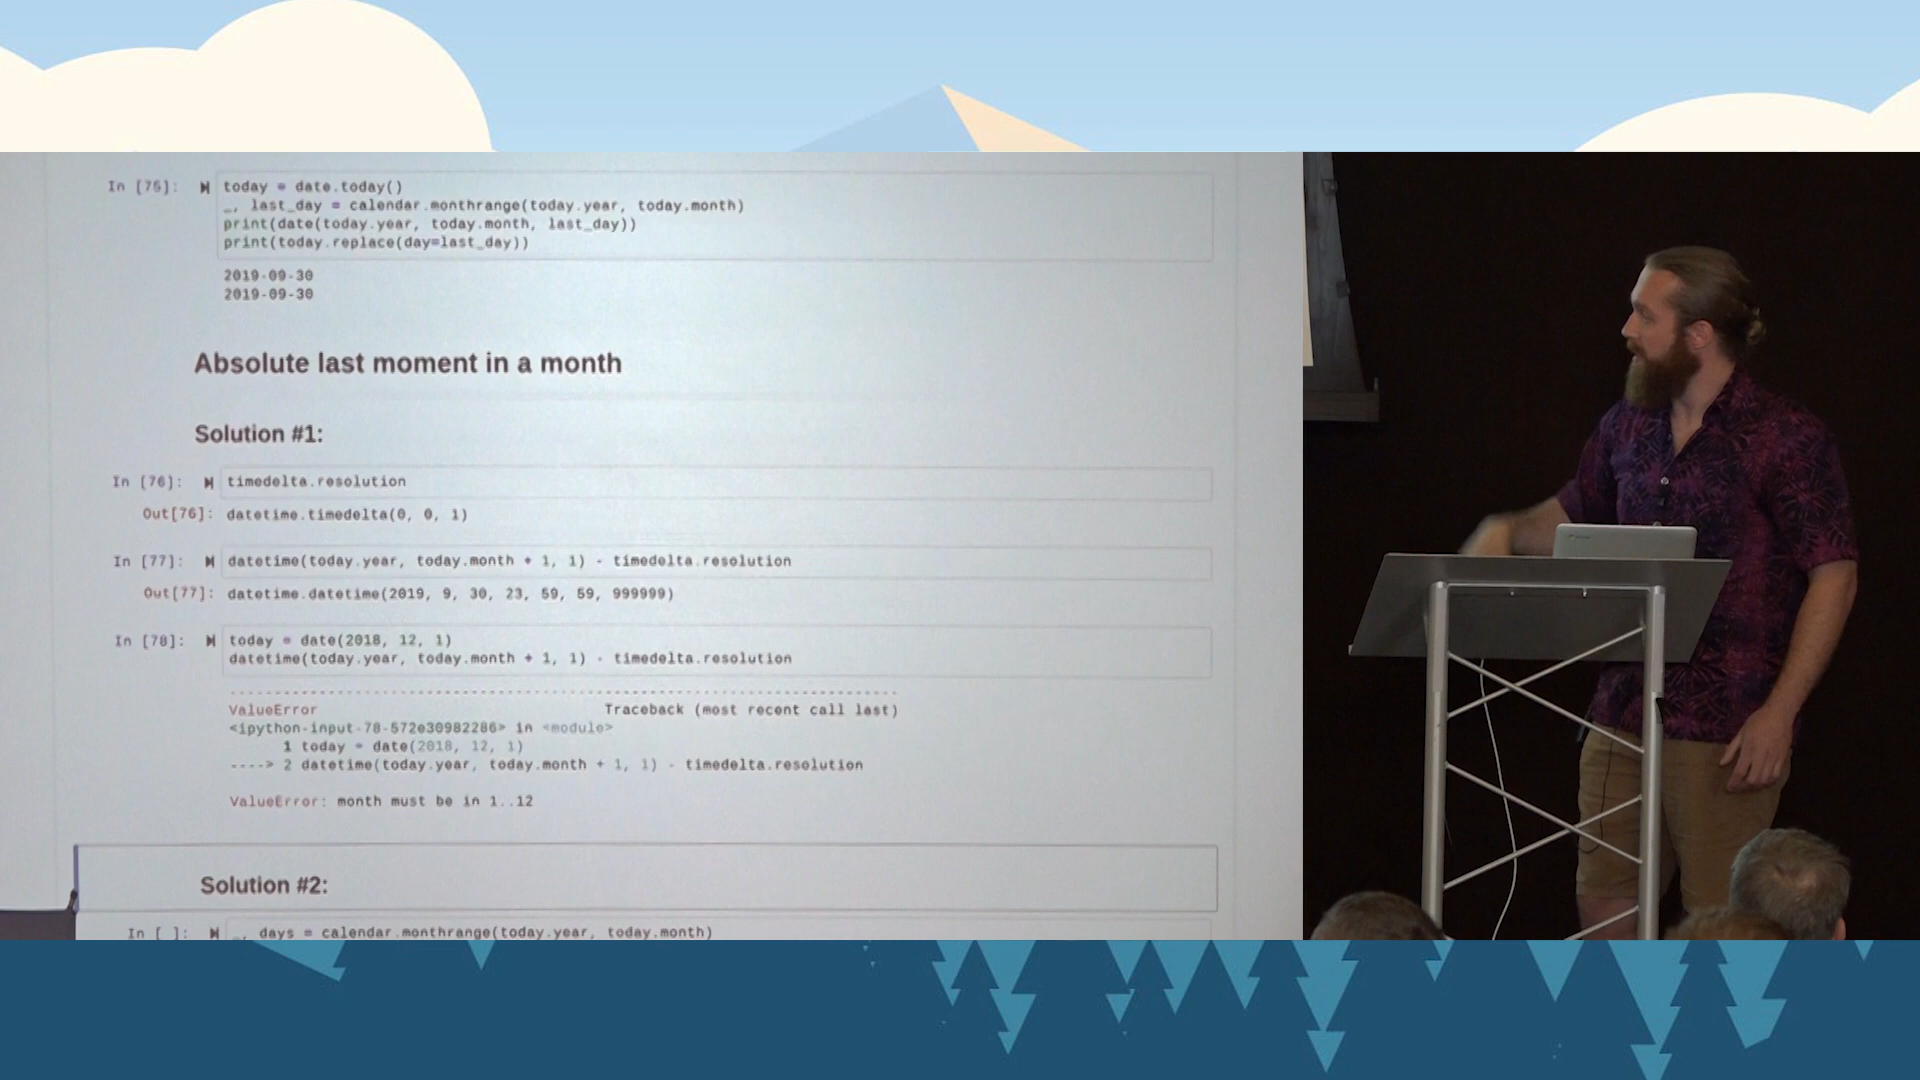 In [75]: today = date.today()
_, last_day = calendar.monthrange(today.year, today.month)
print(date(today.year, today.month, last_day))
print(today.replace(day=last_day))
2019-09-30
2019-09-30
Absolute last moment in a month
Solution #1:
In [76]: timedelta.resolution
Out[76]: datetime.timedelta(0, 0, 1)
In [77]: datetime(today.year, today.month + 1, 1) - timedelta.resolution
Out[77]: datetime.datetime(2019, 9, 30, 23, 59, 59, 999999)
In [78]: today = date(2018, 12, 1)
datetime(today.year, today.month + 1, 1) - timedelta.resolution
---------------------------------------------------------------------------
ValueError Traceback (most recent call last)
<ipython-input-78-572e30982286> in <module>
1 today = date(2018, 12, 1)
----> 2 datetime(today.year, today.month + 1, 1) - timedelta.resolution
ValueError: month must be in 1..12
Solution #2:
In [ ]: _, days = calendar.monthrange(today.year, today.month)